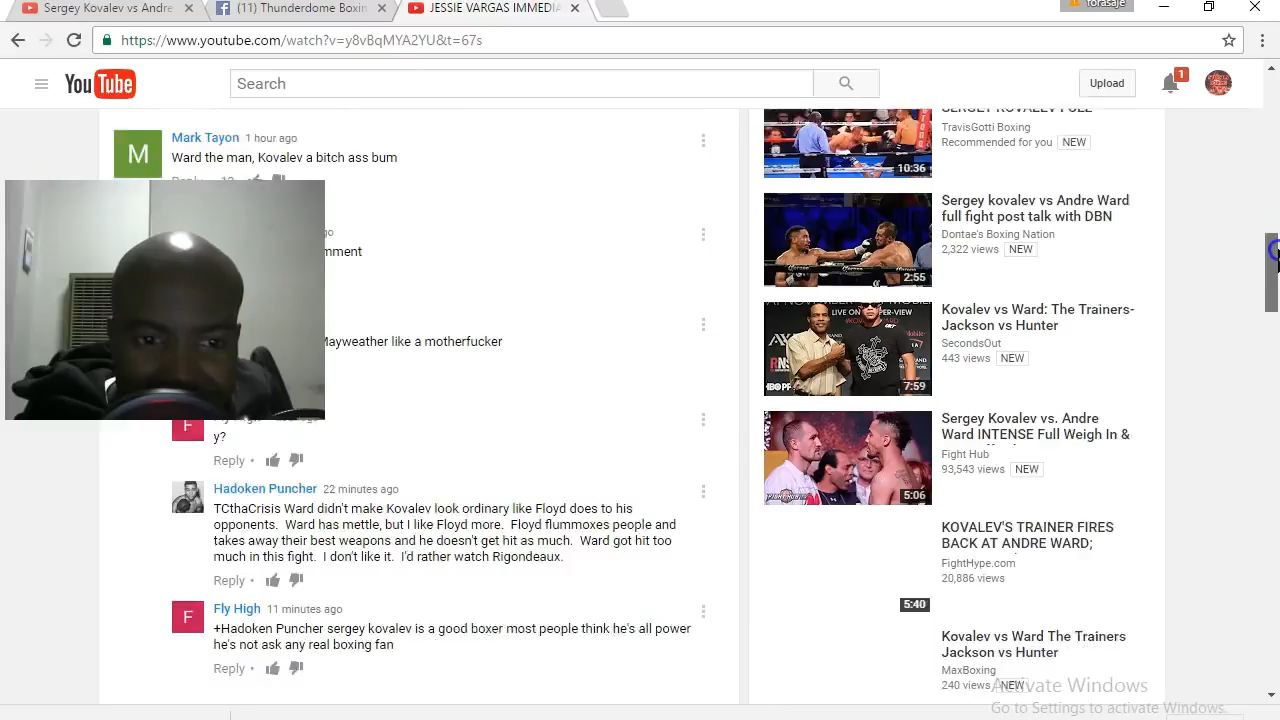 Sergey Kovalev vs Andre
(11) Thunderdome Boxin
JESSIE VARGAS IMMEDIA
forasaje
https://www.youtube.com/watch?v=y8vBqMYA2YU&t=67s
YouTube
Search
Upload
1
M
Mark Tayon 1 hour ago
Ward the man, Kovalev a bitch ass bum
mment
Mayweather like a motherfucker
F
y?
Reply •
Hadoken Puncher 22 minutes ago
TCthaCrisis Ward didn't make Kovalev look ordinary like Floyd does to his
opponents. Ward has mettle, but I like Floyd more. Floyd flummoxes people and
takes away their best weapons and he doesn't get hit as much. Ward got hit too
much in this fight. I don't like it. I'd rather watch Rigondeaux.
Reply •
F
Fly High 11 minutes ago
+Hadoken Puncher sergey kovalev is a good boxer most people think he's all power
he's not ask any real boxing fan
Reply •
SERGEY KOVALEV FULL
TravisGotti Boxing
Recommended for you NEW
10:36
Sergey kovalev vs Andre Ward
full fight post talk with DBN
Dontae's Boxing Nation
2,322 views NEW
2:55
Kovalev vs Ward: The Trainers-
Jackson vs Hunter
SecondsOut
443 views NEW
7:59
Sergey Kovalev vs. Andre
Ward INTENSE Full Weigh In &
Fight Hub
93,543 views NEW
5:06
KOVALEV'S TRAINER FIRES
BACK AT ANDRE WARD;
FightHype.com
20,886 views
5:40
Kovalev vs Ward The Trainers
Jackson vs Hunter
MaxBoxing
240 views NEW
Activate Windows
Go to Settings to activate Windows.